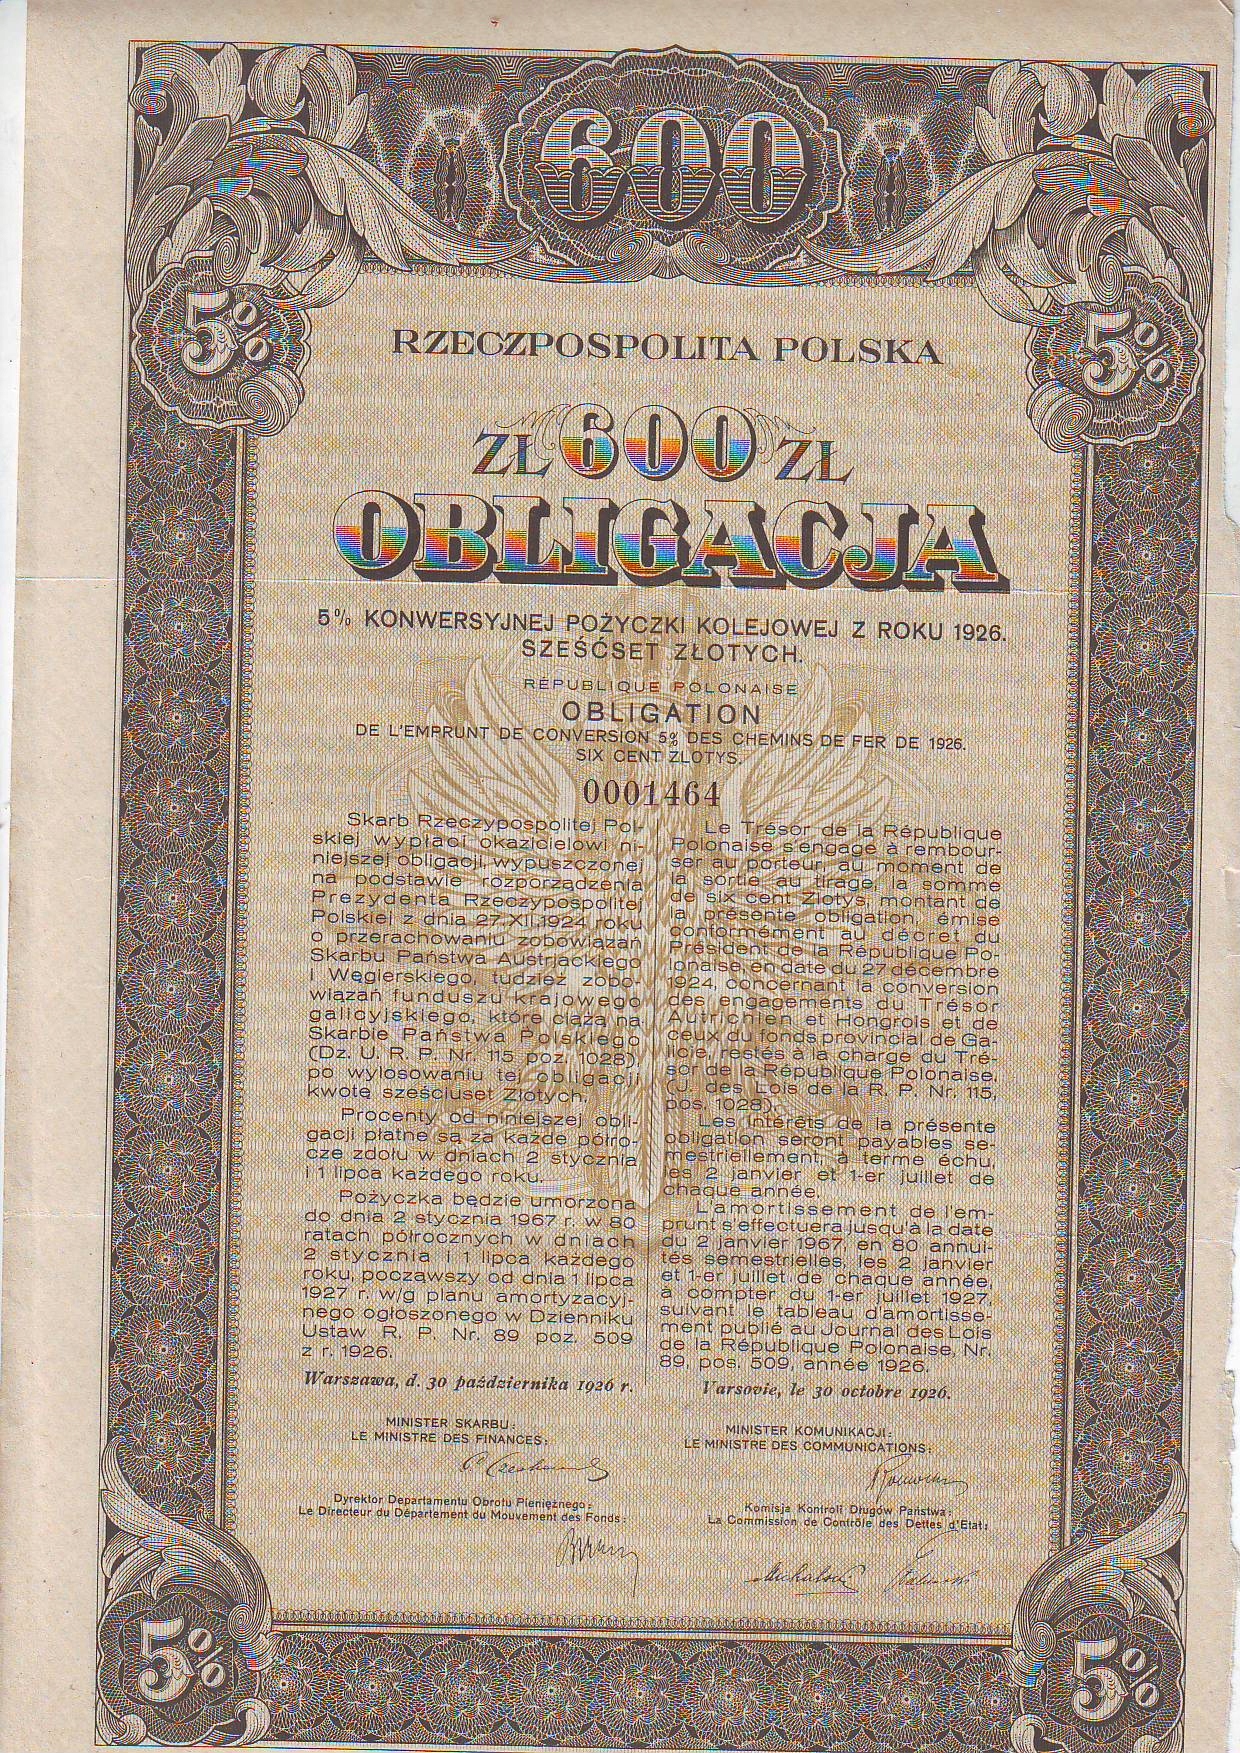 600
5%
5%
RZECZPOSPOLITA POLSKA
ZŁ 600 ZŁ
OBLIGACJA
5% KONWERSYJNEJ POŻYCZKI KOLEJOWEJ Z ROKU 1926.
SZEŚĆSET ZŁOTYCH.
RÉPUBLIQUE POLONAISE
OBLIGATION
DE L'EMPRUNT DE CONVERSION 5% DES CHEMINS DE FER DE 1926.
SIX CENT ZLOTYS.
0001464
Skarb Rzeczypospolitej Pol-
skiej wypłaci okazicielowi ni-
niejszej obligacji, wypuszczonej
na podstawie rozporządzenia
Prezydenta Rzeczypospolitej
Polskiej z dnia 27.XII.1924 roku
o przerachowaniu zobowiązań
Skarbu Państwa Austrjackiego
i Węgierskiego, tudzież zobo-
wiązań funduszu krajowego
galicyjskiego, które ciążą na
Skarbie Państwa Polskiego
(Dz. U. R. P. Nr. 115 poz. 1028),
po wylosowaniu tej obligacji
kwotę sześciuset Złotych.
Procenty od niniejszej obli-
gacji płatne są za każde półro-
cze zdołu w dniach 2 stycznia
i 1 lipca każdego roku.
Pożyczka będzie umorzona
do dnia 2 stycznia 1967 r. w 80
ratach półrocznych w dniach
2 stycznia i 1 lipca każdego
roku, począwszy od dnia 1 lipca
1927 r. w/g planu amortyzacyj-
nego ogłoszonego w Dzienniku
Ustaw R. P. Nr. 89 poz. 509
z r. 1926.
Warszawa, d. 30 października 1926 r.
Le Trésor de la République
Polonaise s'engage à rembour-
ser au porteur, au moment de
la sortie au tirage, la somme
de six cent Zlotys, montant de
la présente obligation, émise
conformément au décret du
Président de la République Po-
lonaise, en date du 27 décembre
1924, concernant la conversion
des engagements du Trésor
Autrichien et Hongrois et de
ceux du fonds provincial de Ga-
licie, restés à la charge du Tré-
sor de la République Polonaise.
(J. des Lois de la R. P. Nr. 115,
pos. 1028).
Les intérêts de la présente
obligation seront payables se-
mestriellement, à terme échu,
les 2 janvier et 1-er juillet de
chaque année.
L'amortissement de l'em-
prunt s'effectuera jusqu'à la date
du 2 janvier 1967, en 80 annui-
tés semestrielles, les 2 janvier
et 1-er juillet de chaque année,
à compter du 1-er juillet 1927,
suivant le tableau d'amortisse-
ment publié au Journal des Lois
de la République Polonaise, Nr.
89, pos. 509, année 1926.
Varsovie, le 30 octobre 1926.
MINISTER SKARBU:
LE MINISTRE DES FINANCES:
MINISTER KOMUNIKACJI:
LE MINISTRE DES COMMUNICATIONS:
Dyrektor Departamentu Obrotu Pieniężnego:
Le Directeur du Département du Mouvement des Fonds:
Komisja Kontroli Długów Państwa:
La Commission de Contrôle des Dettes d'Etat:
5%
5%